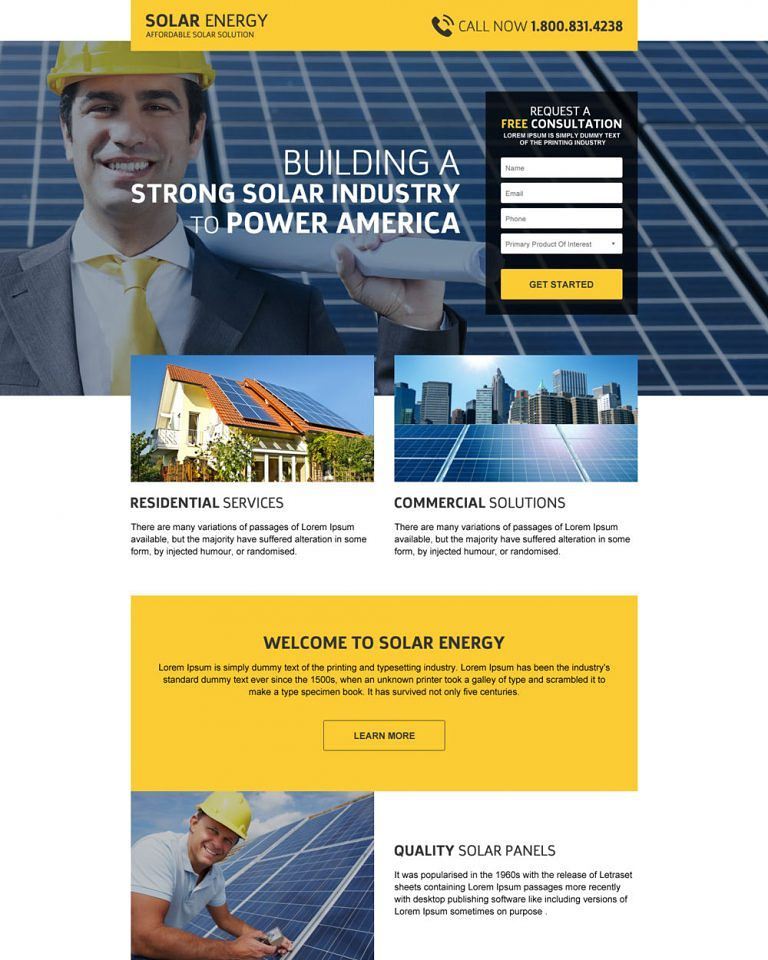 SOLAR ENERGY
AFFORDABLE SOLAR SOLUTION
CALL NOW 1.800.831.4238
BUILDING A
STRONG SOLAR INDUSTRY
TO POWER AMERICA
REQUEST A
FREE CONSULTATION
LOREM IPSUM IS SIMPLY DUMMY TEXT
OF THE PRINTING INDUSTRY
Name
Email
Phone
Primary Product Of Interest
GET STARTED
RESIDENTIAL SERVICES
There are many variations of passages of Lorem Ipsum
available, but the majority have suffered alteration in some
form, by injected humour, or randomised.
COMMERCIAL SOLUTIONS
There are many variations of passages of Lorem Ipsum
available, but the majority have suffered alteration in some
form, by injected humour, or randomised.
WELCOME TO SOLAR ENERGY
Lorem Ipsum is simply dummy text of the printing and typesetting industry. Lorem Ipsum has been the industry's
standard dummy text ever since the 1500s, when an unknown printer took a galley of type and scrambled it to
make a type specimen book. It has survived not only five centuries.
LEARN MORE
QUALITY SOLAR PANELS
It was popularised in the 1960s with the release of Letraset
sheets containing Lorem Ipsum passages more recently
with desktop publishing software like including versions of
Lorem Ipsum sometimes on purpose .